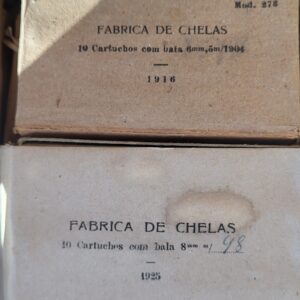 Mod. 276
FABRICA DE CHELAS
10 Cartuchos com bala 6mm,5m/1904
1916
FABRICA DE CHELAS
10 Cartuchos com bala 8mm m/ 98
1925